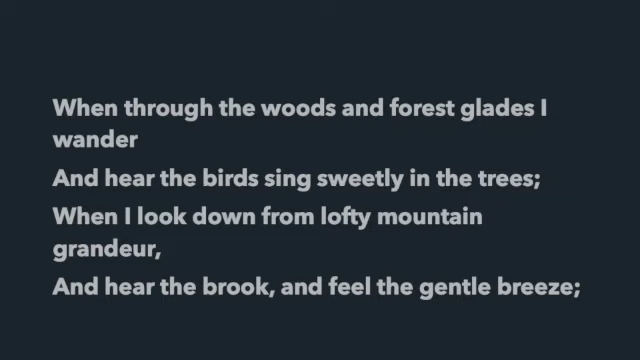 When through the woods and forest glades I
wander
And hear the birds sing sweetly in the trees;
When I look down from lofty mountain
grandeur,
And hear the brook, and feel the gentle breeze;